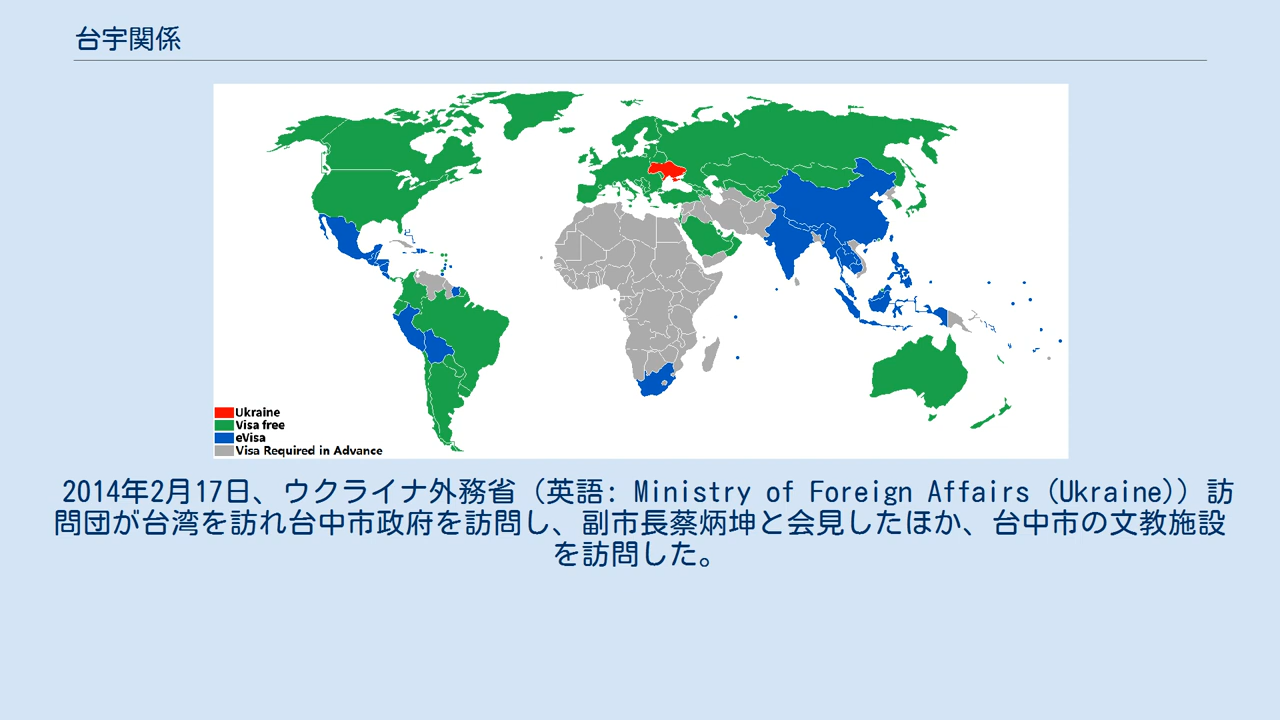 台宇関係
Ukraine
Visa free
eVisa
Visa Required in Advance
2014年2月17日、ウクライナ外務省（英語: Ministry of Foreign Affairs (Ukraine)）訪
問団が台湾を訪れ台中市政府を訪問し、副市長蔡炳坤と会見したほか、台中市の文教施設
を訪問した。